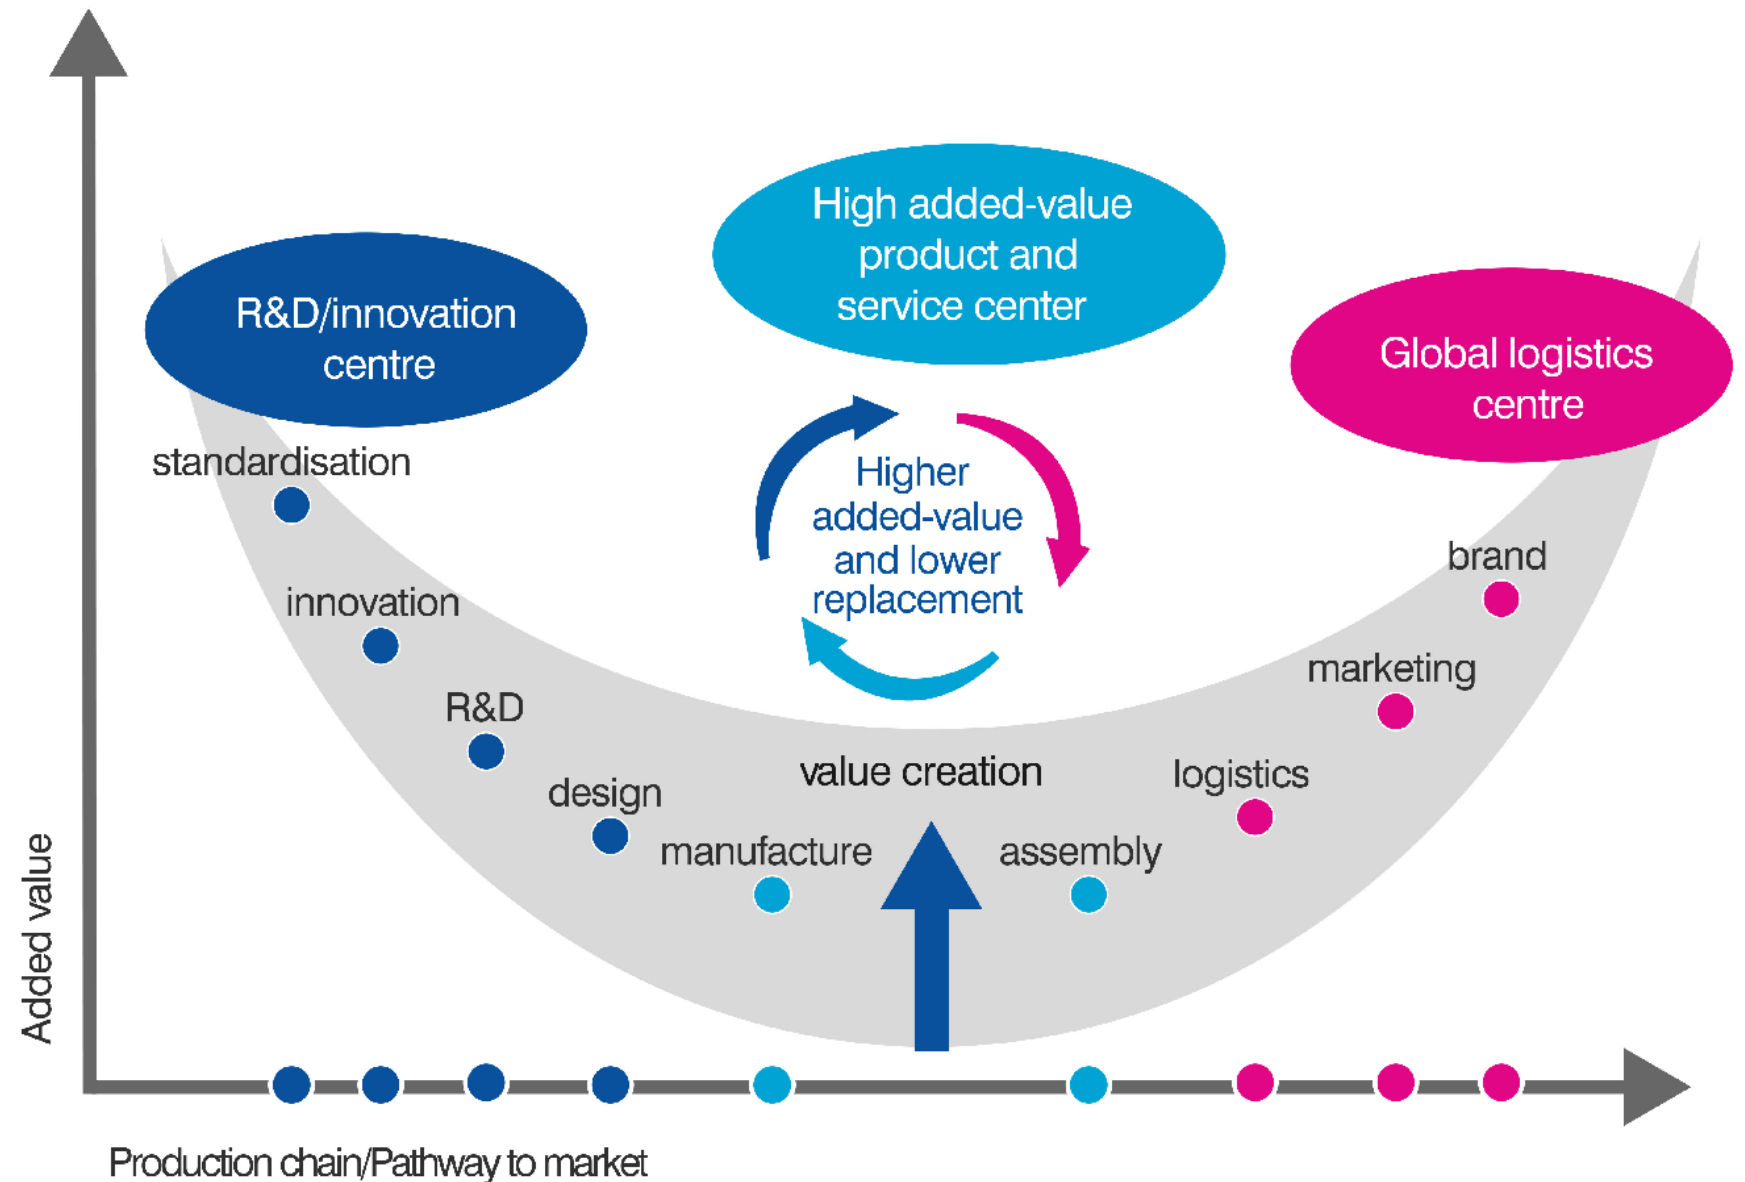 High added-value
product and
service center
R&D/innovation
centre
Global logistics
centre
Higher
added-value
and lower
replacement
standardisation
innovation
R&D
design
manufacture
value creation
assembly
logistics
marketing
brand
Added value
Production chain/Pathway to market